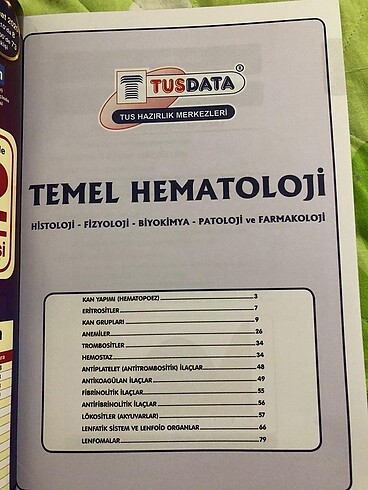 TUSDATA
®
TUS HAZIRLIK MERKEZLERİ
TEMEL HEMATOLOJİ
HİSTOLOJİ - FİZYOLOJİ - BİYOKİMYA - PATOLOJİ ve FARMAKOLOJİ
KAN YAPIMI (HEMATOPOEZ) 3
ERİTROSİTLER 7
KAN GRUPLARI 9
ANEMİLER 26
TROMBOSİTLER 34
HEMOSTAZ 34
ANTİPLATELET (ANTİTROMBOSİTİK) İLAÇLAR 48
ANTİKOAGÜLAN İLAÇLAR 49
FİBRİNOLİTİK İLAÇLAR 55
ANTİFİBRİNOLİTİK İLAÇLAR 56
LÖKOSİTLER (AKYUVARLAR) 57
LENFATİK SİSTEM VE LENFOİD ORGANLAR 66
LENFOMALAR 79